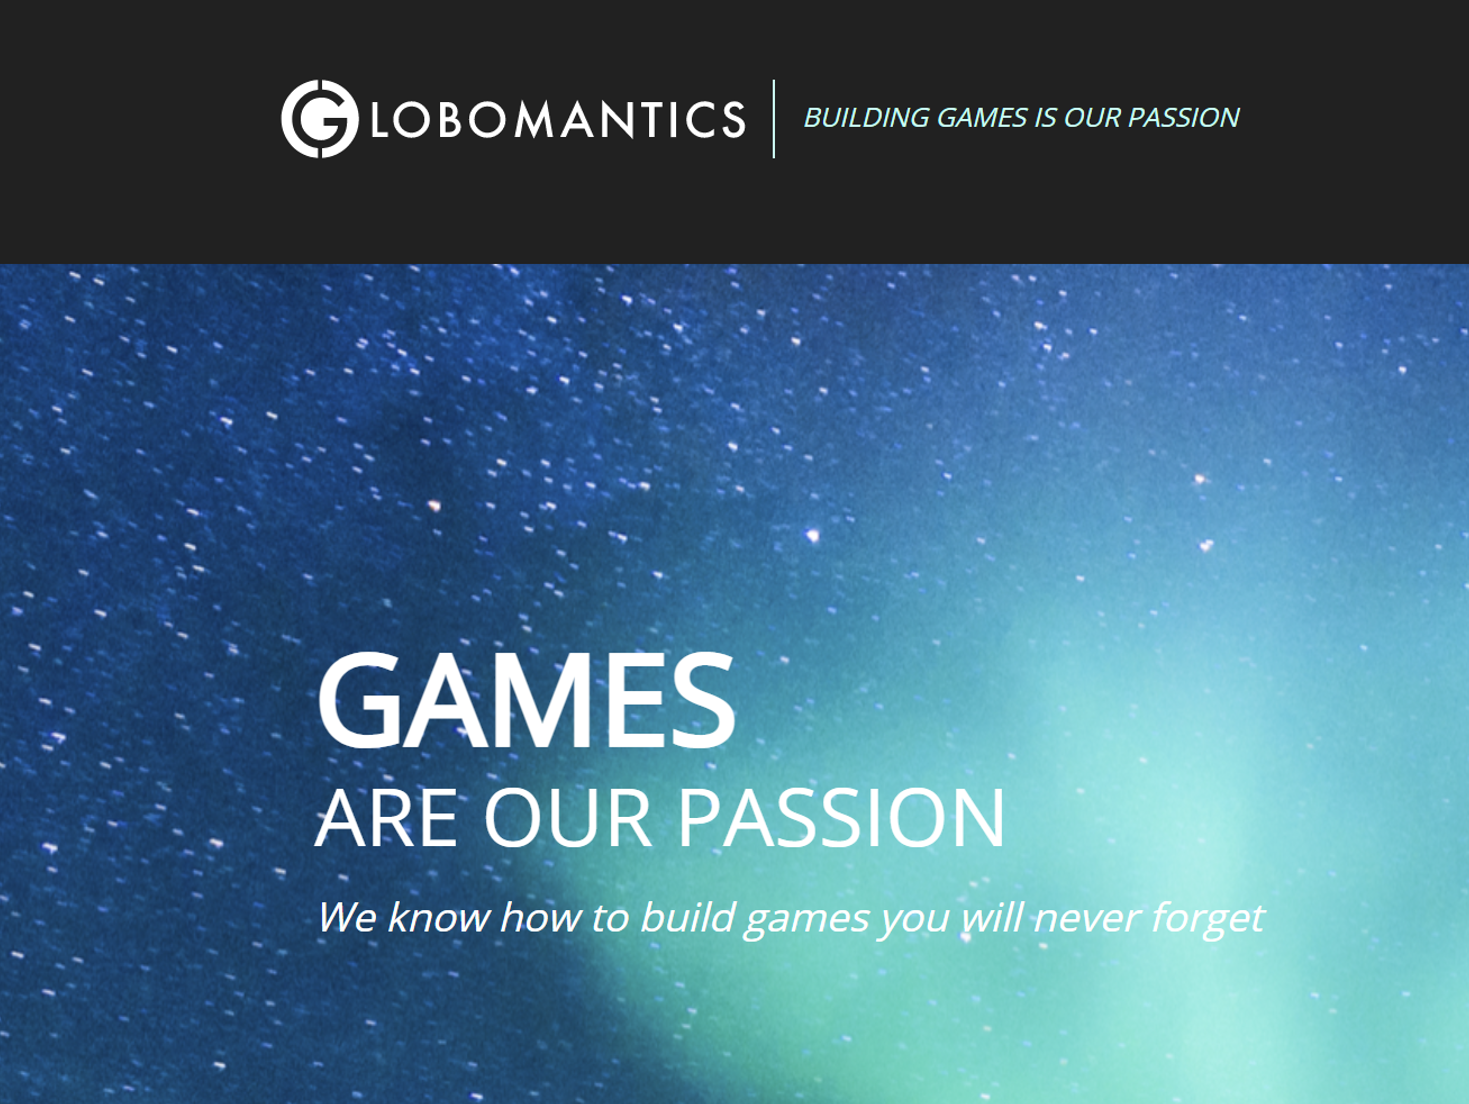 GLOBOMANTICS
BUILDING GAMES IS OUR PASSION
GAMES
ARE OUR PASSION
We know how to build games you will never forget